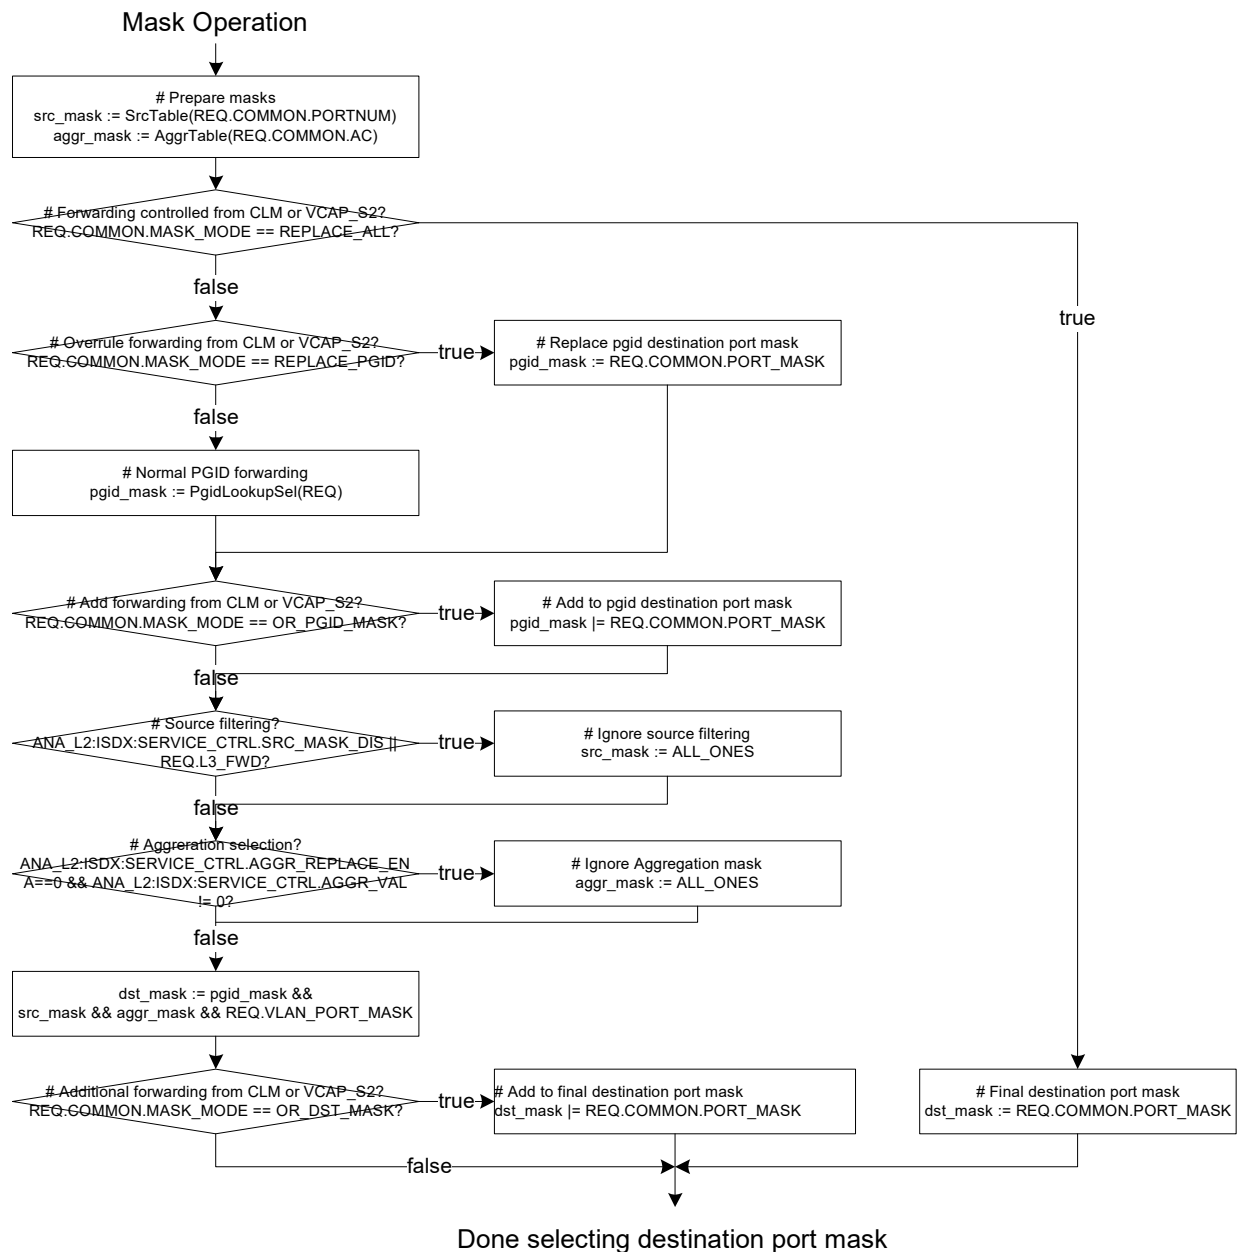 Mask Operation
# Prepare masks
src_mask := SrcTable(REQ.COMMON.PORTNUM)
aggr_mask := AggrTable(REQ.COMMON.AC)
# Forwarding controlled from CLM or VCAP_S2?
REQ.COMMON.MASK_MODE == REPLACE_ALL?
false
true
# Overrule forwarding from CLM or VCAP_S2?
REQ.COMMON.MASK_MODE == REPLACE_PGID?
true
# Replace pgid destination port mask
pgid_mask := REQ.COMMON.PORT_MASK
false
# Normal PGID forwarding
pgid_mask := PgidLookupSel(REQ)
# Add forwarding from CLM or VCAP_S2?
REQ.COMMON.MASK_MODE == OR_PGID_MASK?
true
# Add to pgid destination port mask
pgid_mask |= REQ.COMMON.PORT_MASK
false
# Source filtering?
ANA_L2:ISDX:SERVICE_CTRL.SRC_MASK_DIS ||
REQ.L3_FWD?
true
# Ignore source filtering
src_mask := ALL_ONES
false
# Aggreration selection?
ANA_L2:ISDX:SERVICE_CTRL.AGGR_REPLACE_EN
A==0 && ANA_L2:ISDX:SERVICE_CTRL.AGGR_VAL
!= 0?
true
# Ignore Aggregation mask
aggr_mask := ALL_ONES
false
dst_mask := pgid_mask &&
src_mask && aggr_mask && REQ.VLAN_PORT_MASK
# Additional forwarding from CLM or VCAP_S2?
REQ.COMMON.MASK_MODE == OR_DST_MASK?
true
# Add to final destination port mask
dst_mask |= REQ.COMMON.PORT_MASK
# Final destination port mask
dst_mask := REQ.COMMON.PORT_MASK
false
Done selecting destination port mask